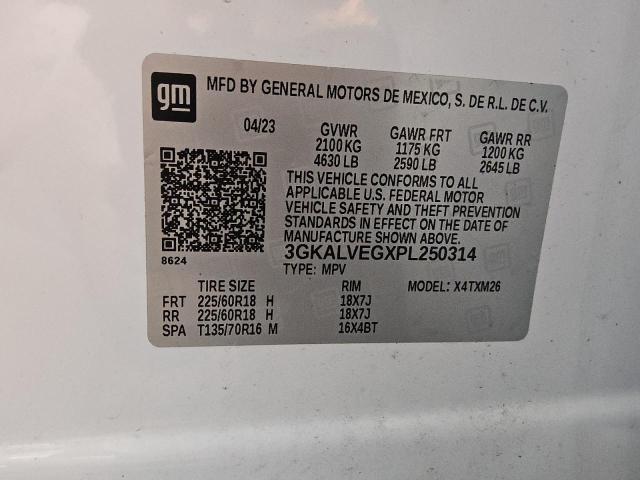 gm
MFD BY GENERAL MOTORS DE MEXICO, S. DE R.L. DE C.V.
04/23 GVWR GAWR FRT GAWR RR
2100 KG 1175 KG 1200 KG
4630 LB 2590 LB 2645 LB
THIS VEHICLE CONFORMS TO ALL
APPLICABLE U.S. FEDERAL MOTOR
VEHICLE SAFETY AND THEFT PREVENTION
STANDARDS IN EFFECT ON THE DATE OF
MANUFACTURE SHOWN ABOVE.
8624
3GKALVEGXPL250314
TYPE: MPV MODEL: X4TXM26
TIRE SIZE RIM
FRT 225/60R18 H 18X7J
RR 225/60R18 H 18X7J
SPA T135/70R16 M 16X4BT